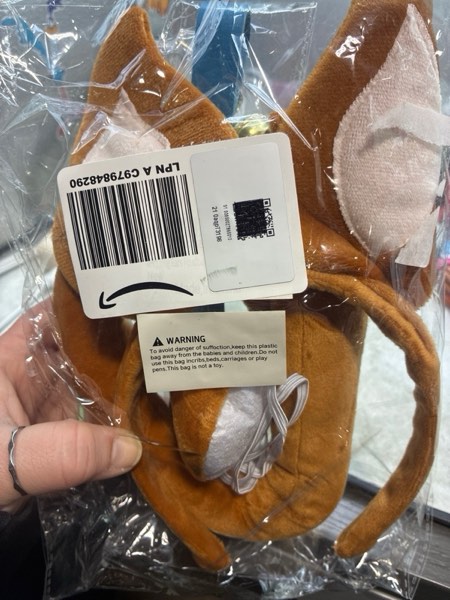 LPN A C979848290
WARNING
To avoid danger of suffoction,keep this plastic
bag away from the babies and children.Do not
use this bag incribs,beds,carriages or play
pens.This bag is not a toy.